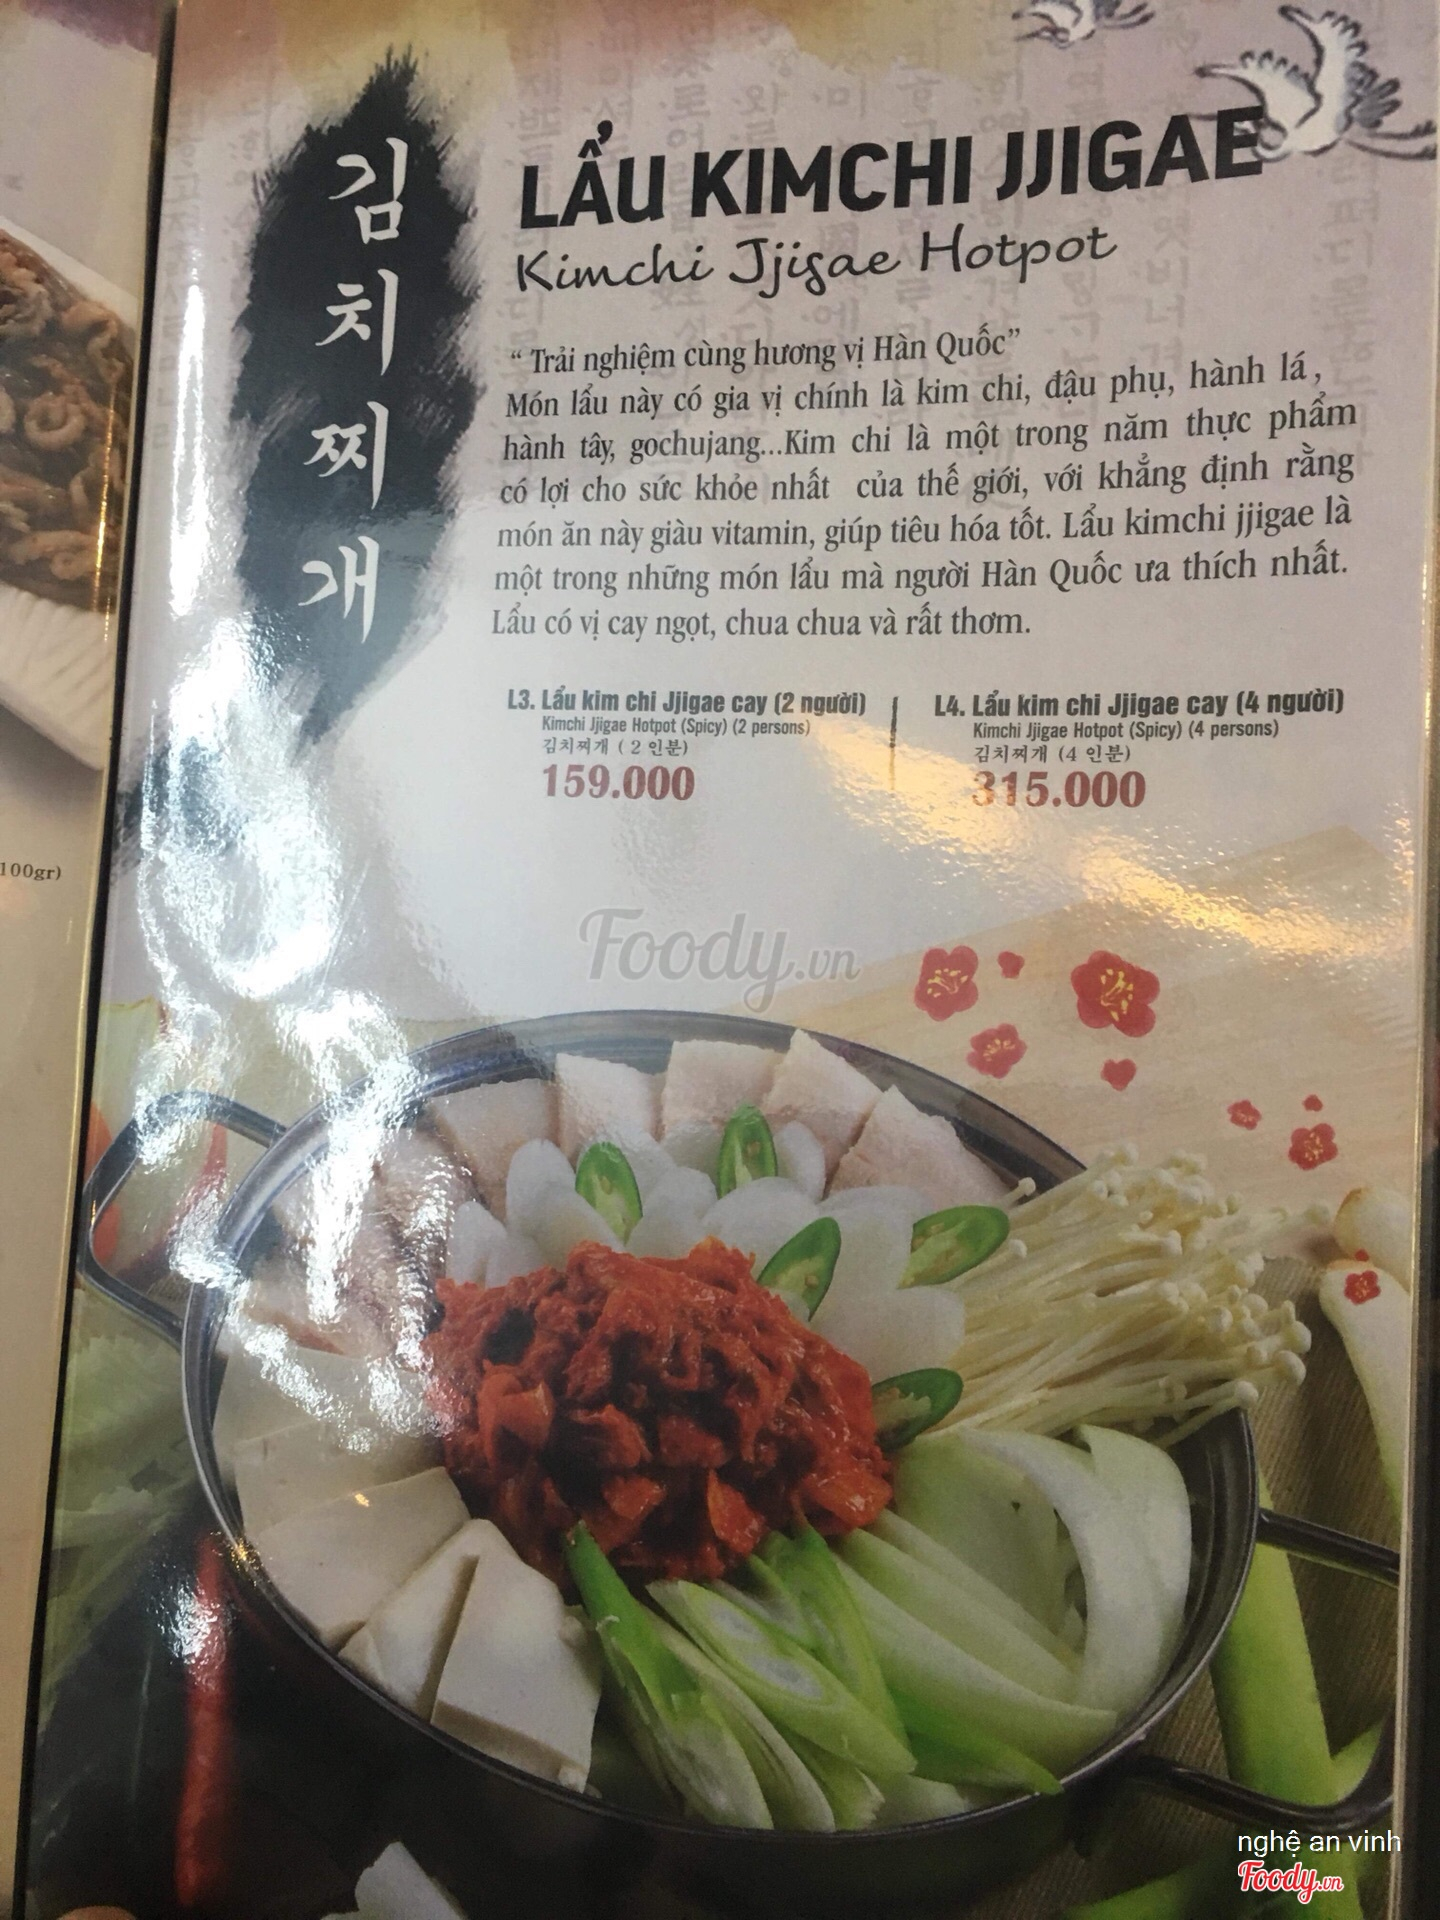 김치찌개
LẨU KIMCHI JJIGAE
Kimchi Jjigae Hotpot
“ Trải nghiệm cùng hương vị Hàn Quốc”
Món lẩu này có gia vị chính là kim chi, đậu phụ, hành lá,
hành tây, gochujang...Kim chi là một trong năm thực phẩm
có lợi cho sức khỏe nhất của thế giới, với khẳng định rằng
món ăn này giàu vitamin, giúp tiêu hóa tốt. Lẩu kimchi jjigae là
một trong những món lẩu mà người Hàn Quốc ưa thích nhất.
Lẩu có vị cay ngọt, chua chua và rất thơm.
L3. Lẩu kim chi Jjigae cay (2 người)
Kimchi Jjigae Hotpot (Spicy) (2 persons)
김치찌개 ( 2 인분)
159.000
L4. Lẩu kim chi Jjigae cay (4 người)
Kimchi Jjigae Hotpot (Spicy) (4 persons)
김치찌개 (4 인분)
315.000
100gr)
Foody.vn
nghệ an vinh
Foody.vn